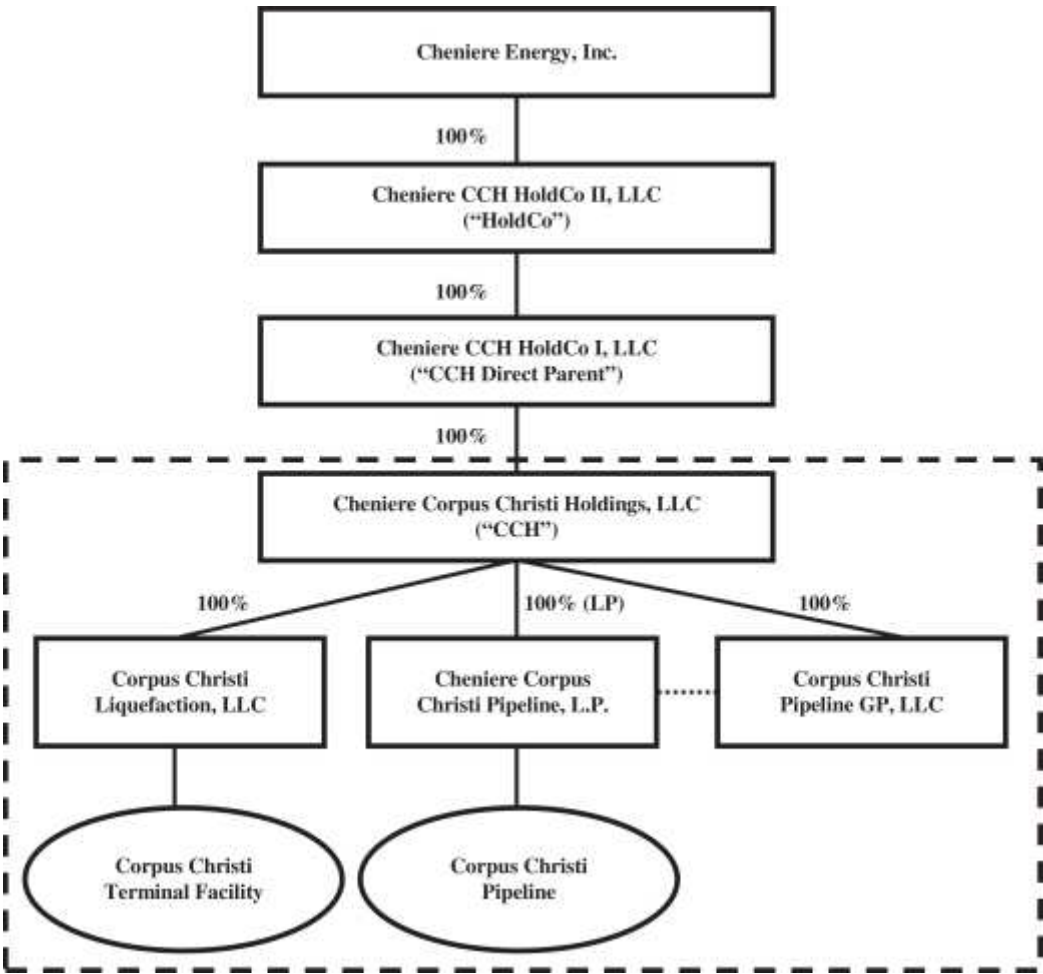 Cheniere Energy, Inc.
100%
Cheniere CCH HoldCo II, LLC
(“HoldCo”)
100%
Cheniere CCH HoldCo I, LLC
(“CCH Direct Parent”)
100%
Cheniere Corpus Christi Holdings, LLC
(“CCH”)
100%
100% (LP)
100%
Corpus Christi
Liquefaction, LLC
Cheniere Corpus
Christi Pipeline, L.P.
Corpus Christi
Pipeline GP, LLC
Corpus Christi
Terminal Facility
Corpus Christi
Pipeline